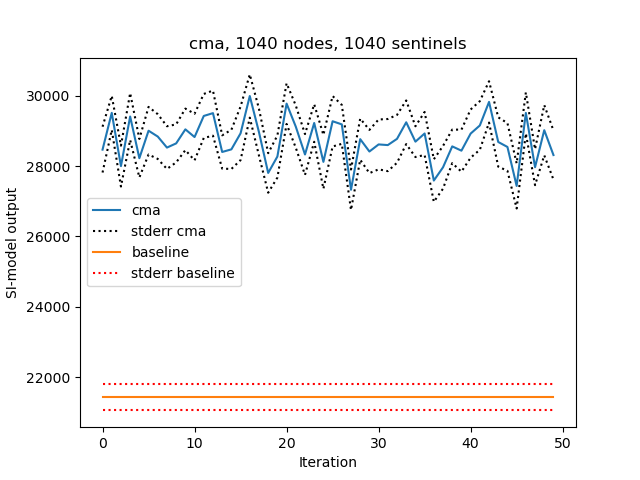 cma, 1040 nodes, 1040 sentinels
SI-model output
30000
28000
26000
24000
22000
cma
stderr cma
baseline
stderr baseline
0 10 20 30 40 50
Iteration